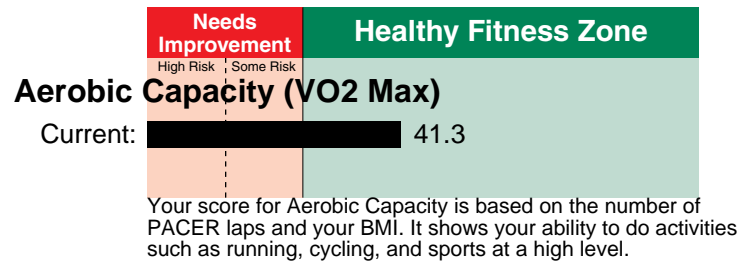 Needs
Improvement
Healthy Fitness Zone
High Risk
Some Risk
Aerobic Capacity (VO2 Max)
Current:
41.3
Your score for Aerobic Capacity is based on the number of
PACER laps and your BMI. It shows your ability to do activities
such as running, cycling, and sports at a high level.